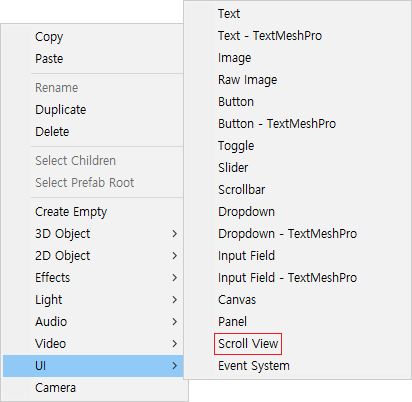 Copy
Paste
Rename
Duplicate
Delete
Select Children
Select Prefab Root
Create Empty
3D Object
2D Object
Effects
Light
Audio
Video
UI
Camera
Text
Text - TextMeshPro
Image
Raw Image
Button
Button - TextMeshPro
Toggle
Slider
Scrollbar
Dropdown
Dropdown - TextMeshPro
Input Field
Input Field - TextMeshPro
Canvas
Panel
Scroll View
Event System